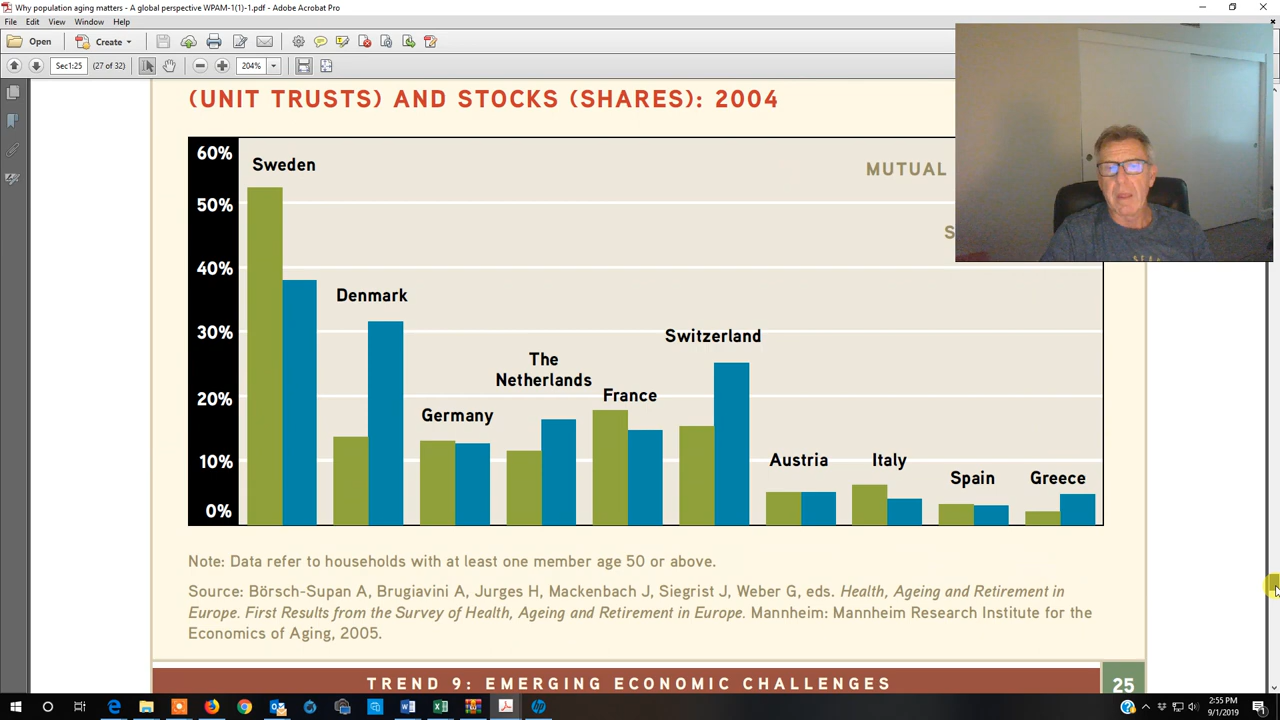 Why population aging matters - A global perspective WPAM-1(1)-1.pdf - Adobe Acrobat Pro
File Edit View Window Help
Open Create
Sec1:25 (27 of 32) 204%
(UNIT TRUSTS) AND STOCKS (SHARES): 2004
60%
50%
40%
30%
20%
10%
0%
MUTUAL
S
Sweden
Denmark
Germany
The
Netherlands
France
Switzerland
Austria
Italy
Spain
Greece
Note: Data refer to households with at least one member age 50 or above.
Source: Börsch-Supan A, Brugiavini A, Jurges H, Mackenbach J, Siegrist J, Weber G, eds. Health, Ageing and Retirement in
Europe. First Results from the Survey of Health, Ageing and Retirement in Europe. Mannheim: Mannheim Research Institute for the
Economics of Aging, 2005.
TREND 9: EMERGING ECONOMIC CHALLENGES
25
2:55 PM
9/1/2019